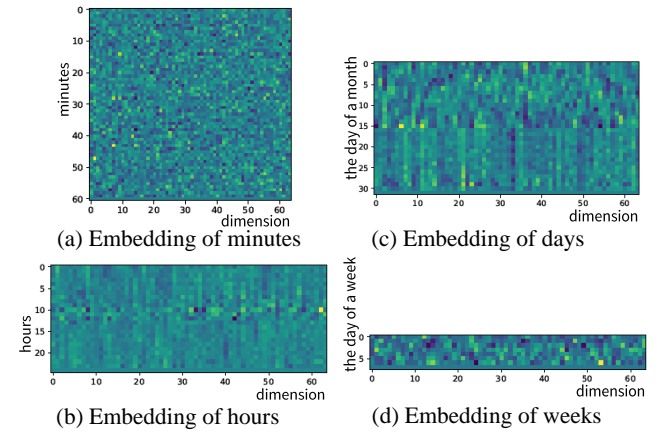 0
10
20
30
40
50
60
minutes
0 10 20 30 40 50 60
dimension
(a) Embedding of minutes
0
5
10
15
20
25
30
the day of a month
0 10 20 30 40 50 60
dimension
(c) Embedding of days
0
5
10
15
20
hours
0 10 20 30 40 50 60
dimension
(b) Embedding of hours
0
5
the day of a week
0 10 20 30 40 50 60
dimension
(d) Embedding of weeks